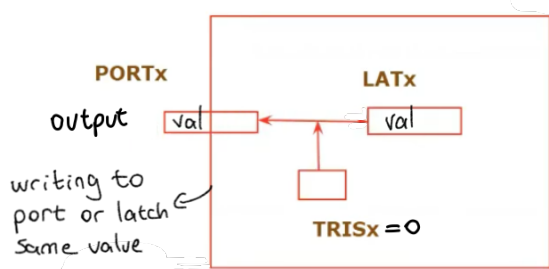 PORTx
LATx
output
val
val
writing to
port or latch
same value
TRISx = 0